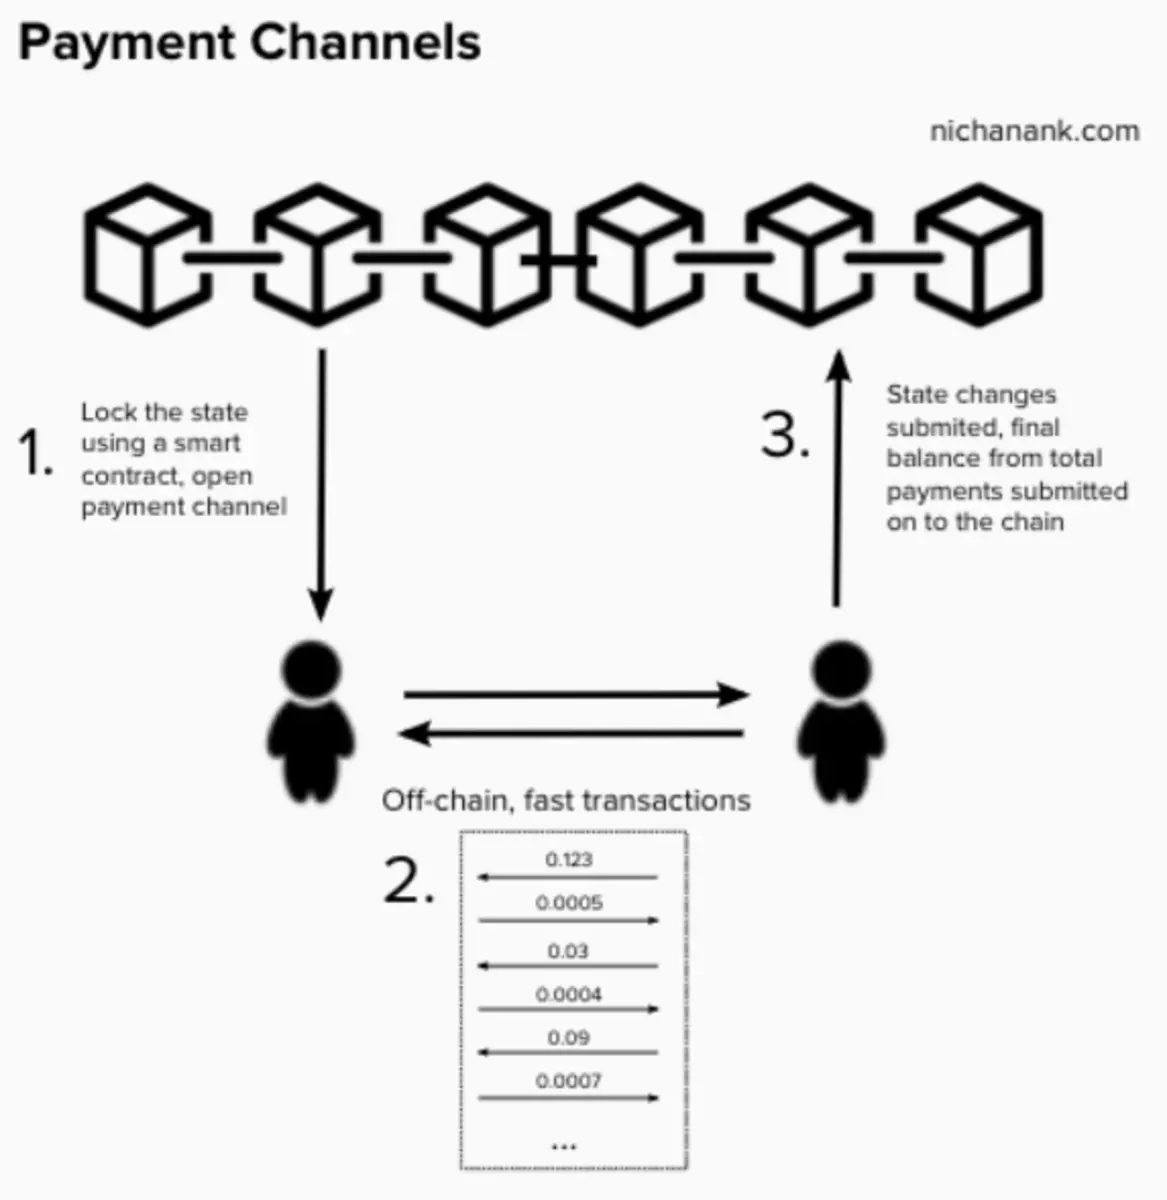 Payment Channels
nichanank.com
1.
Lock the state
using a smart
contract, open
payment channel
3.
State changes
submited, final
balance from total
payments submitted
on to the chain
Off-chain, fast transactions
2.
0.123
0.0005
0.03
0.0004
0.09
0.0007
...